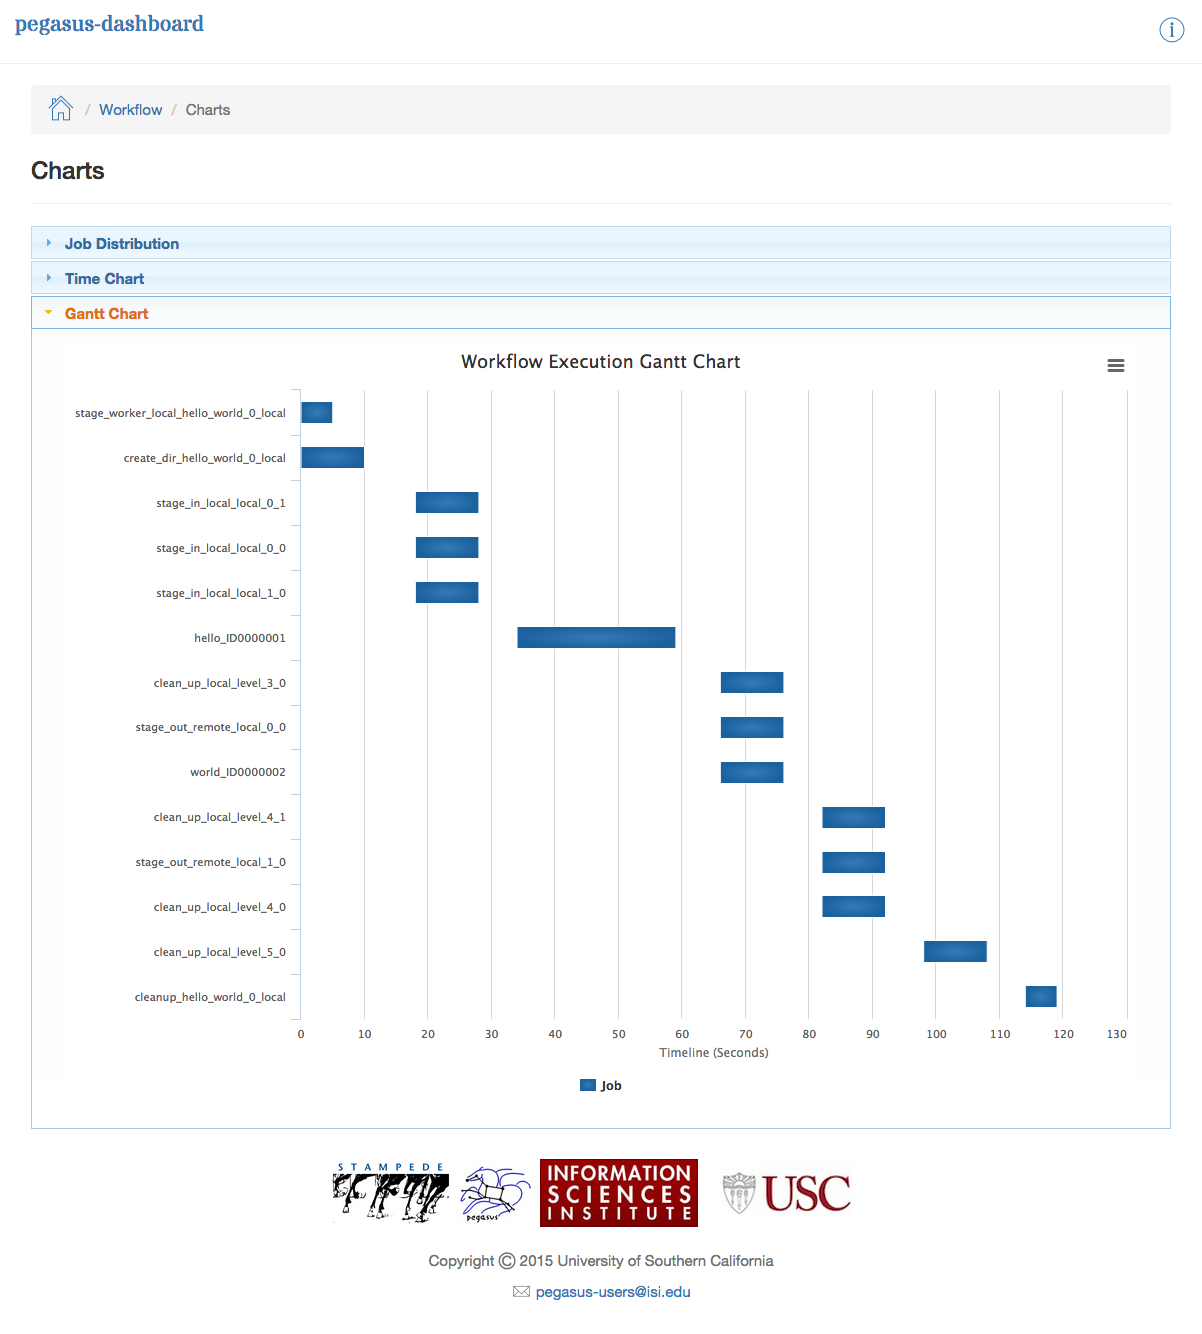 pegasus-dashboard
/ Workflow / Charts
Charts
Job Distribution
Time Chart
Gantt Chart
Workflow Execution Gantt Chart
stage_worker_local_hello_world_0_local
create_dir_hello_world_0_local
stage_in_local_local_0_1
stage_in_local_local_0_0
stage_in_local_local_1_0
hello_ID0000001
clean_up_local_level_3_0
stage_out_remote_local_0_0
world_ID0000002
clean_up_local_level_4_1
stage_out_remote_local_1_0
clean_up_local_level_4_0
clean_up_local_level_5_0
cleanup_hello_world_0_local
0 10 20 30 40 50 60 70 80 90 100 110 120 130
Timeline (Seconds)
Job
STAMPEDE
pegasus
INFORMATION
SCIENCES
INSTITUTE
USC
Copyright © 2015 University of Southern California
pegasus-users@isi.edu